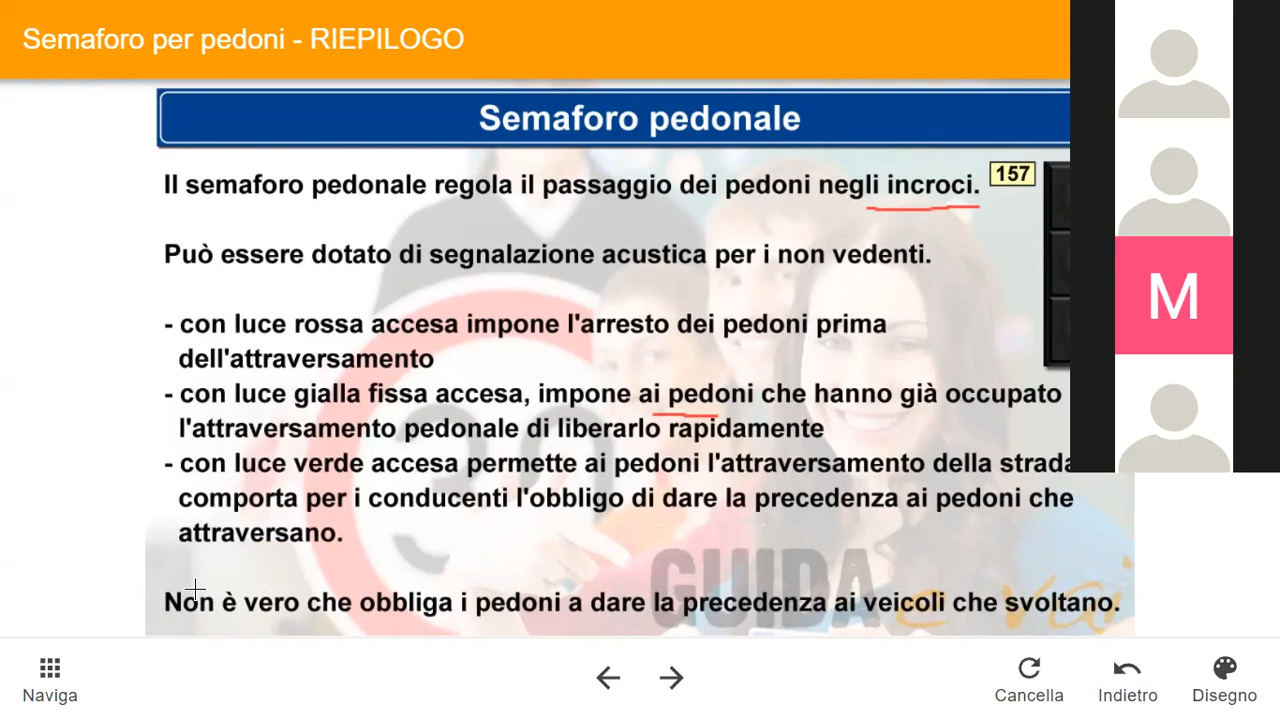 Semaforo per pedoni - RIEPILOGO
Semaforo pedonale
Il semaforo pedonale regola il passaggio dei pedoni negli incroci.
157
Può essere dotato di segnalazione acustica per i non vedenti.
- con luce rossa accesa impone l'arresto dei pedoni prima
dell'attraversamento
- con luce gialla fissa accesa, impone ai pedoni che hanno già occupato
l'attraversamento pedonale di liberarlo rapidamente
- con luce verde accesa permette ai pedoni l'attraversamento della strada
comporta per i conducenti l'obbligo di dare la precedenza ai pedoni che
attraversano.
Non è vero che obbliga i pedoni a dare la precedenza ai veicoli che svoltano.
GUIDA e vai
30
M
Naviga
Cancella
Indietro
Disegno